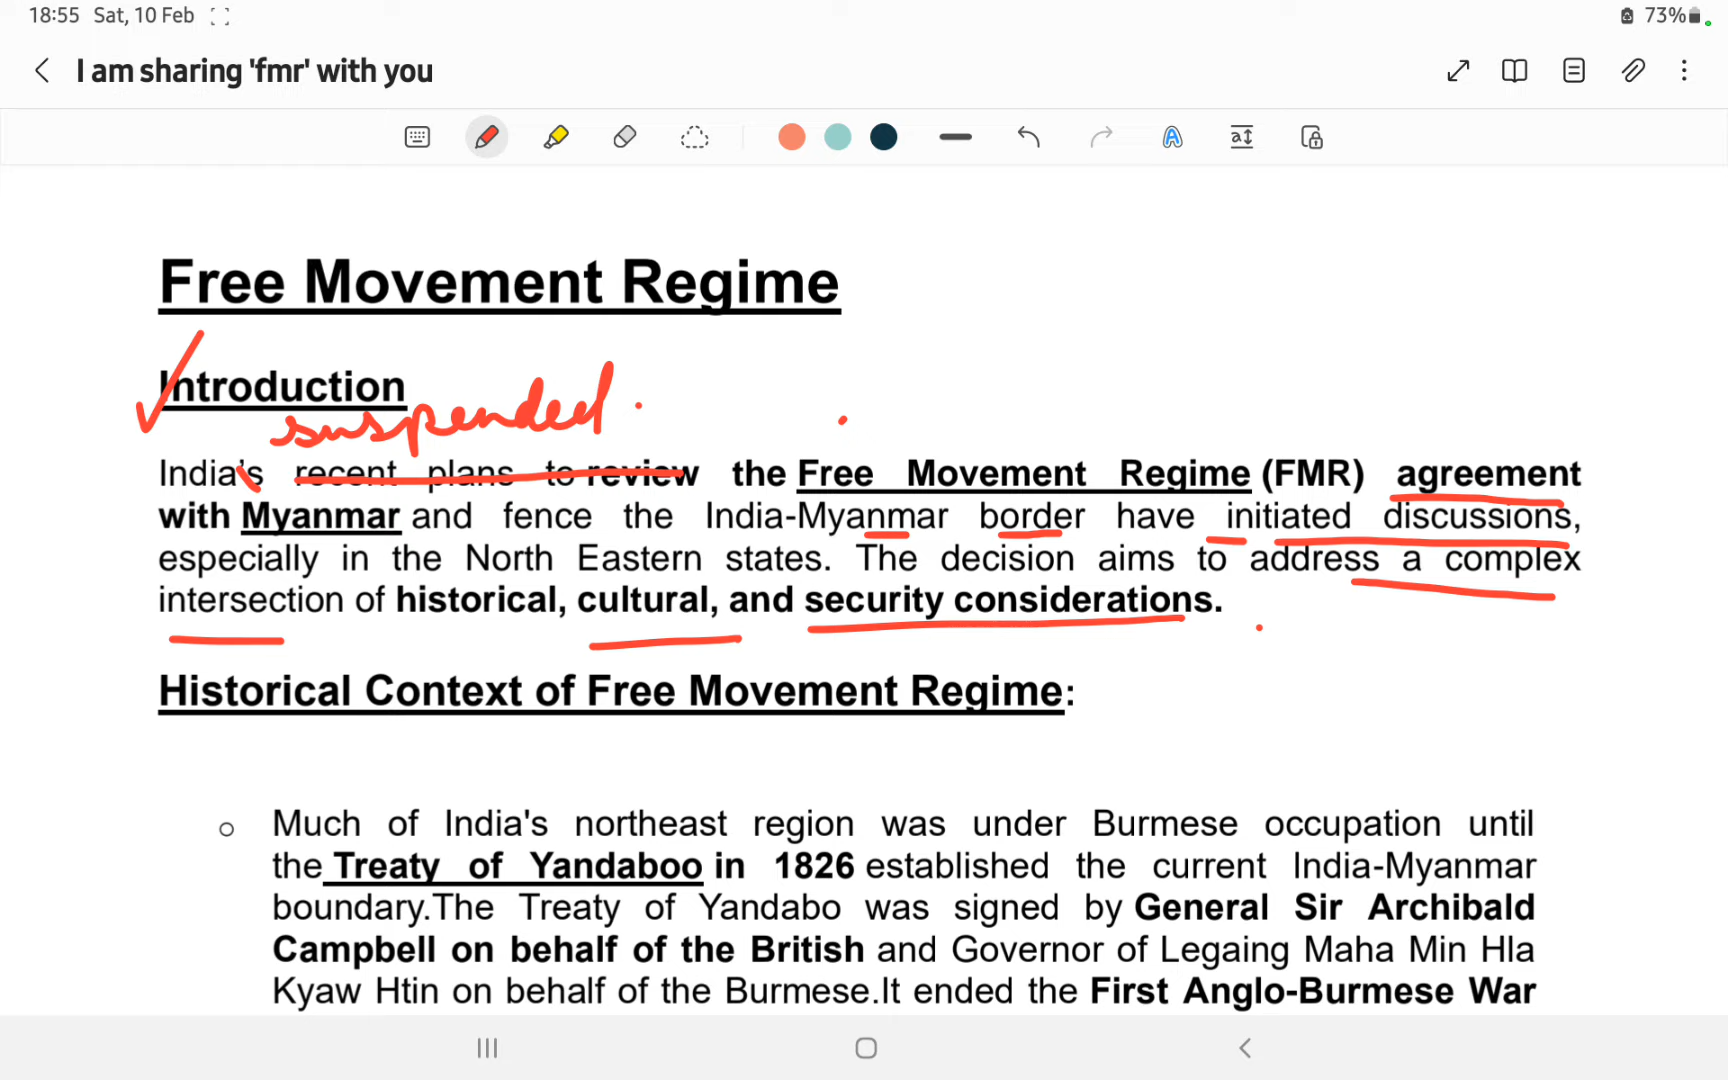 18:55 Sat, 10 Feb
73%
I am sharing 'fmr' with you
Free Movement Regime
Introduction
suspended.
India's recent plans to review the Free Movement Regime (FMR) agreement
with Myanmar and fence the India-Myanmar border have initiated discussions,
especially in the North Eastern states. The decision aims to address a complex
intersection of historical, cultural, and security considerations.
Historical Context of Free Movement Regime:
Much of India's northeast region was under Burmese occupation until
the Treaty of Yandaboo in 1826 established the current India-Myanmar
boundary.The Treaty of Yandabo was signed by General Sir Archibald
Campbell on behalf of the British and Governor of Legaing Maha Min Hla
Kyaw Htin on behalf of the Burmese.It ended the First Anglo-Burmese War